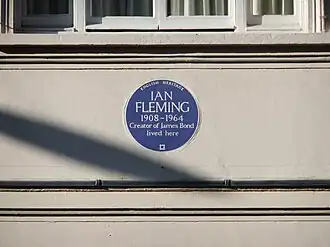 ENGLISH HERITAGE
IAN
FLEMING
1908-1964
Creator of James Bond
lived here